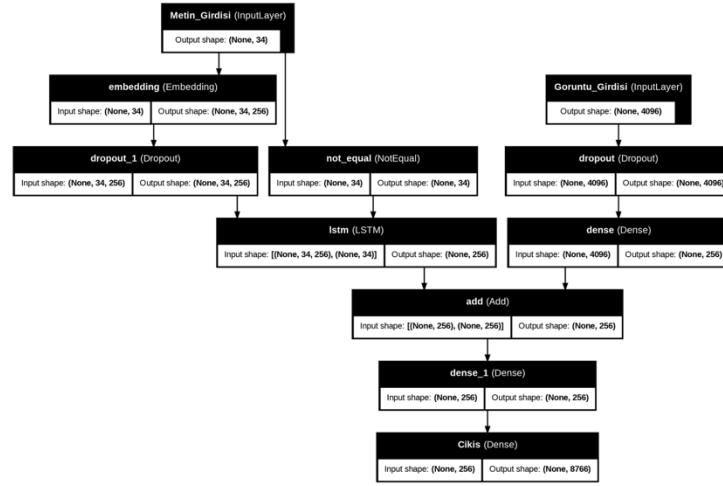 Metin_Girdisi (InputLayer)
Output shape: (None, 34)
embedding (Embedding)
Input shape: (None, 34) Output shape: (None, 34, 256)
Goruntu_Girdisi (InputLayer)
Output shape: (None, 4096)
dropout_1 (Dropout)
Input shape: (None, 34, 256) Output shape: (None, 34, 256)
not_equal (NotEqual)
Input shape: (None, 34) Output shape: (None, 34)
dropout (Dropout)
Input shape: (None, 4096) Output shape: (None, 4096)
lstm (LSTM)
Input shape: [(None, 34, 256), (None, 34)] Output shape: (None, 256)
dense (Dense)
Input shape: (None, 4096) Output shape: (None, 256)
add (Add)
Input shape: [(None, 256), (None, 256)] Output shape: (None, 256)
dense_1 (Dense)
Input shape: (None, 256) Output shape: (None, 256)
Cikis (Dense)
Input shape: (None, 256) Output shape: (None, 8766)